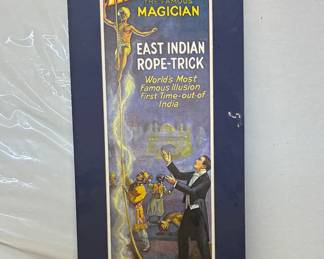 THE FAMOUS
MAGICIAN
EAST INDIAN
ROPE-TRICK
World's Most
Famous Illusion
First Time-out-of
India